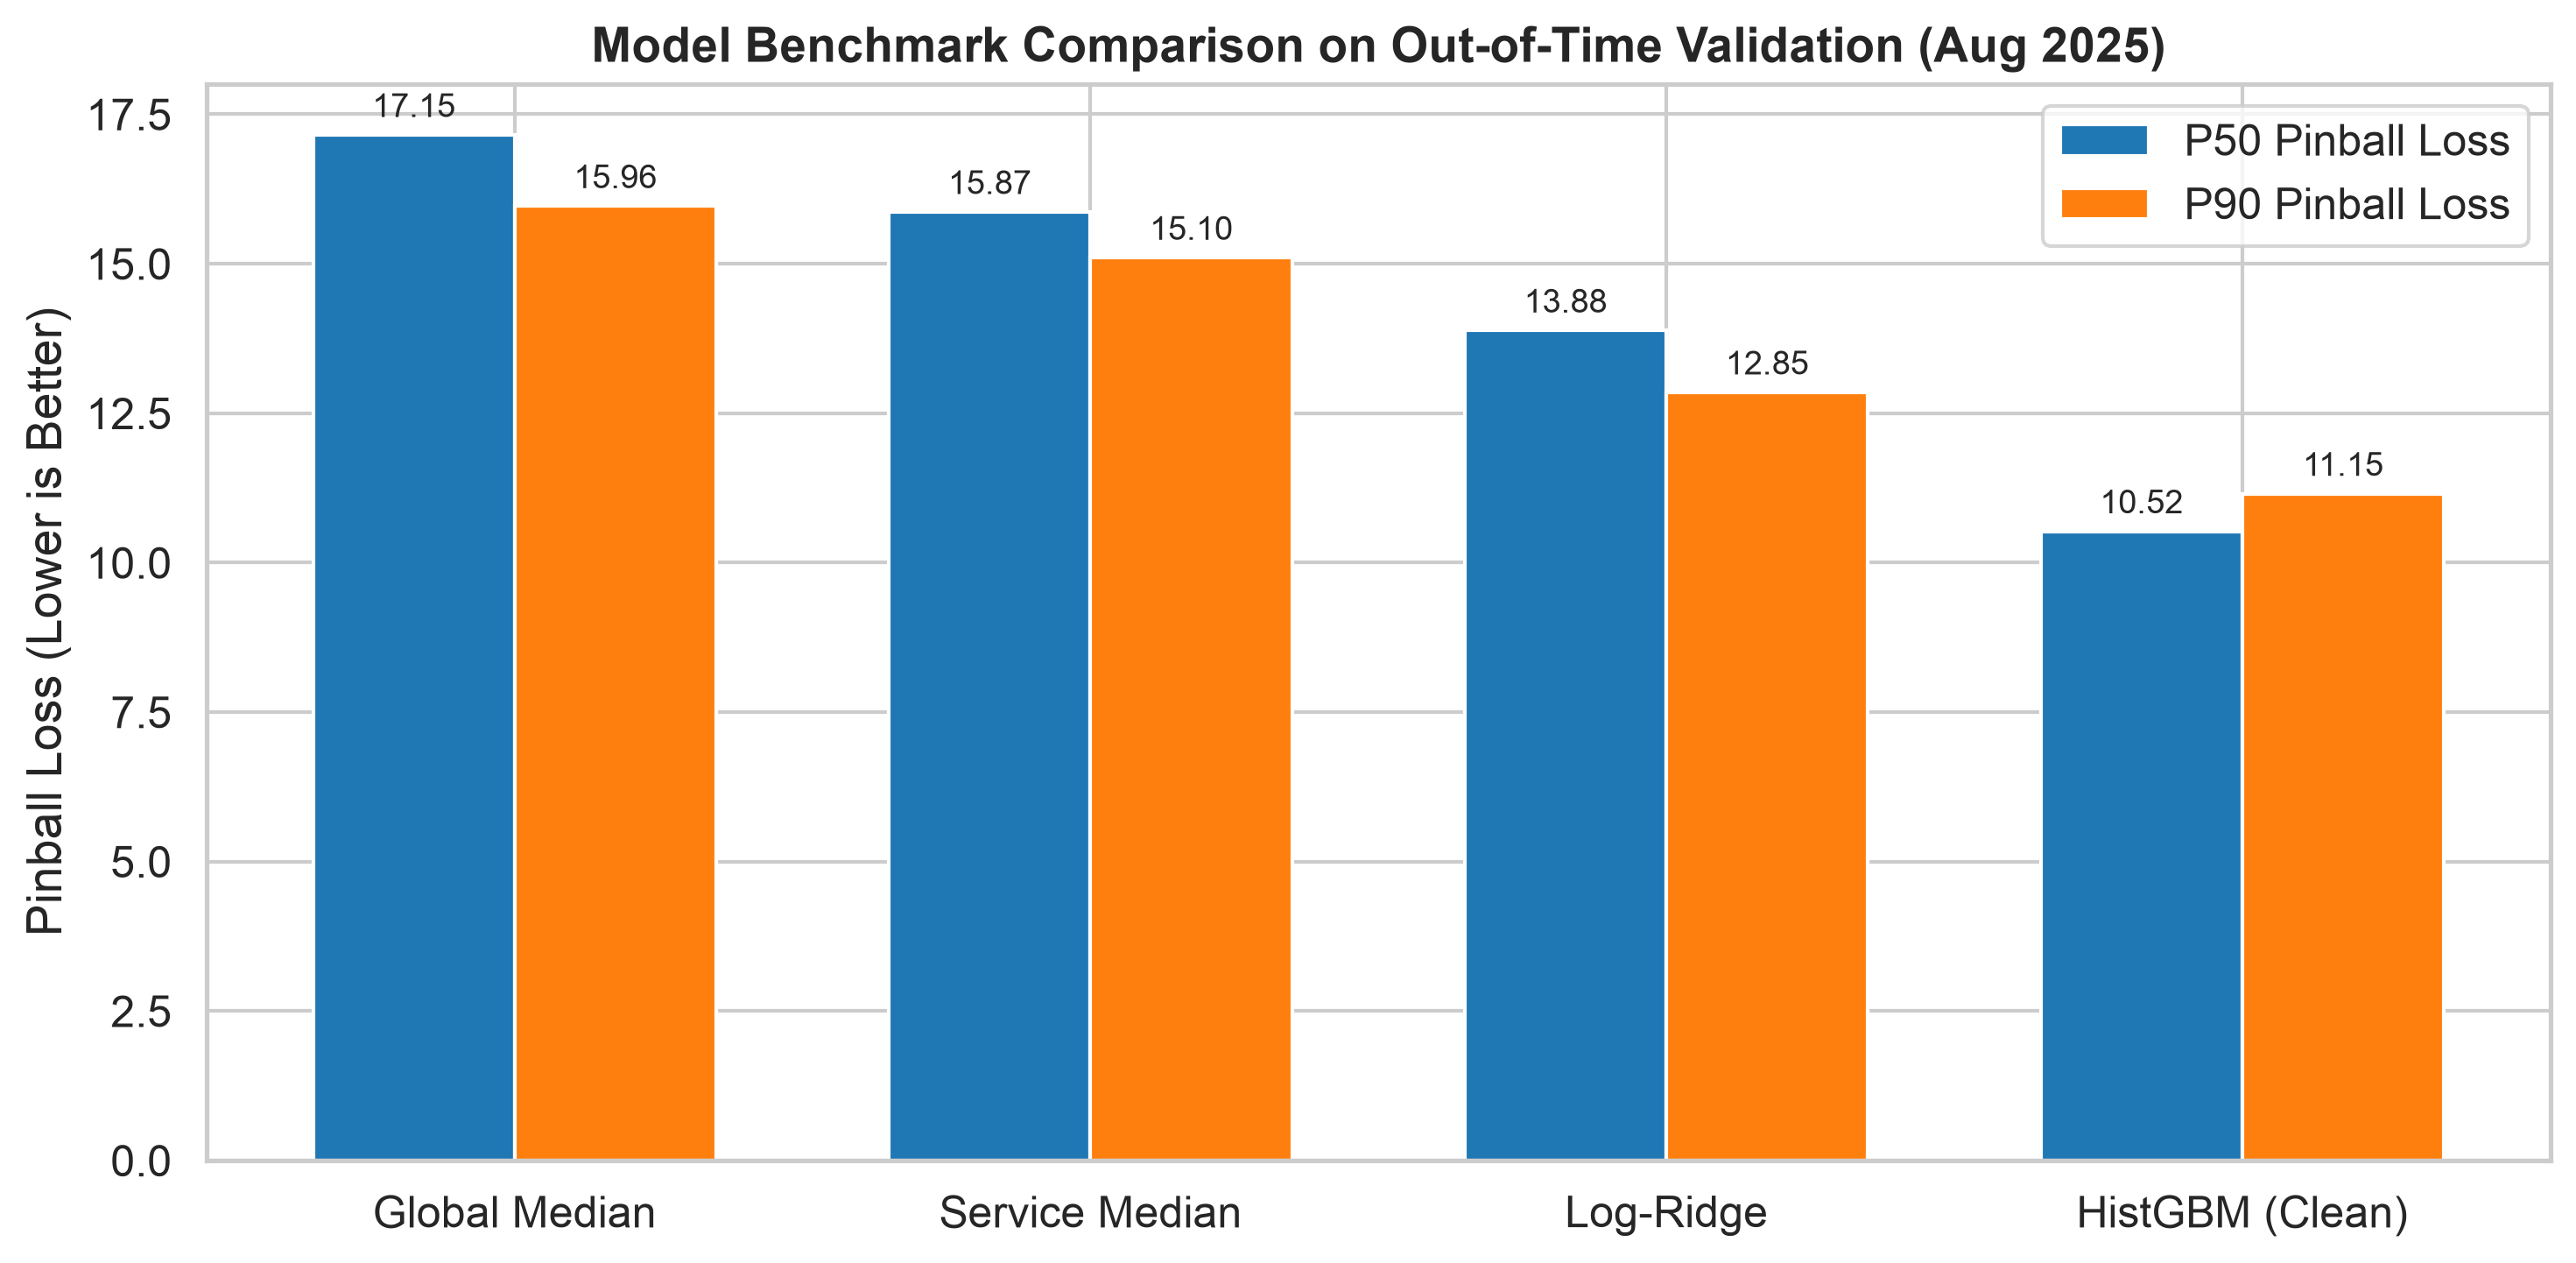 Model Benchmark Comparison on Out-of-Time Validation (Aug 2025)
Pinball Loss (Lower is Better)
17.5
15.0
12.5
10.0
7.5
5.0
2.5
0.0
17.15
15.96
15.87
15.10
13.88
12.85
10.52
11.15
P50 Pinball Loss
P90 Pinball Loss
Global Median
Service Median
Log-Ridge
HistGBM (Clean)